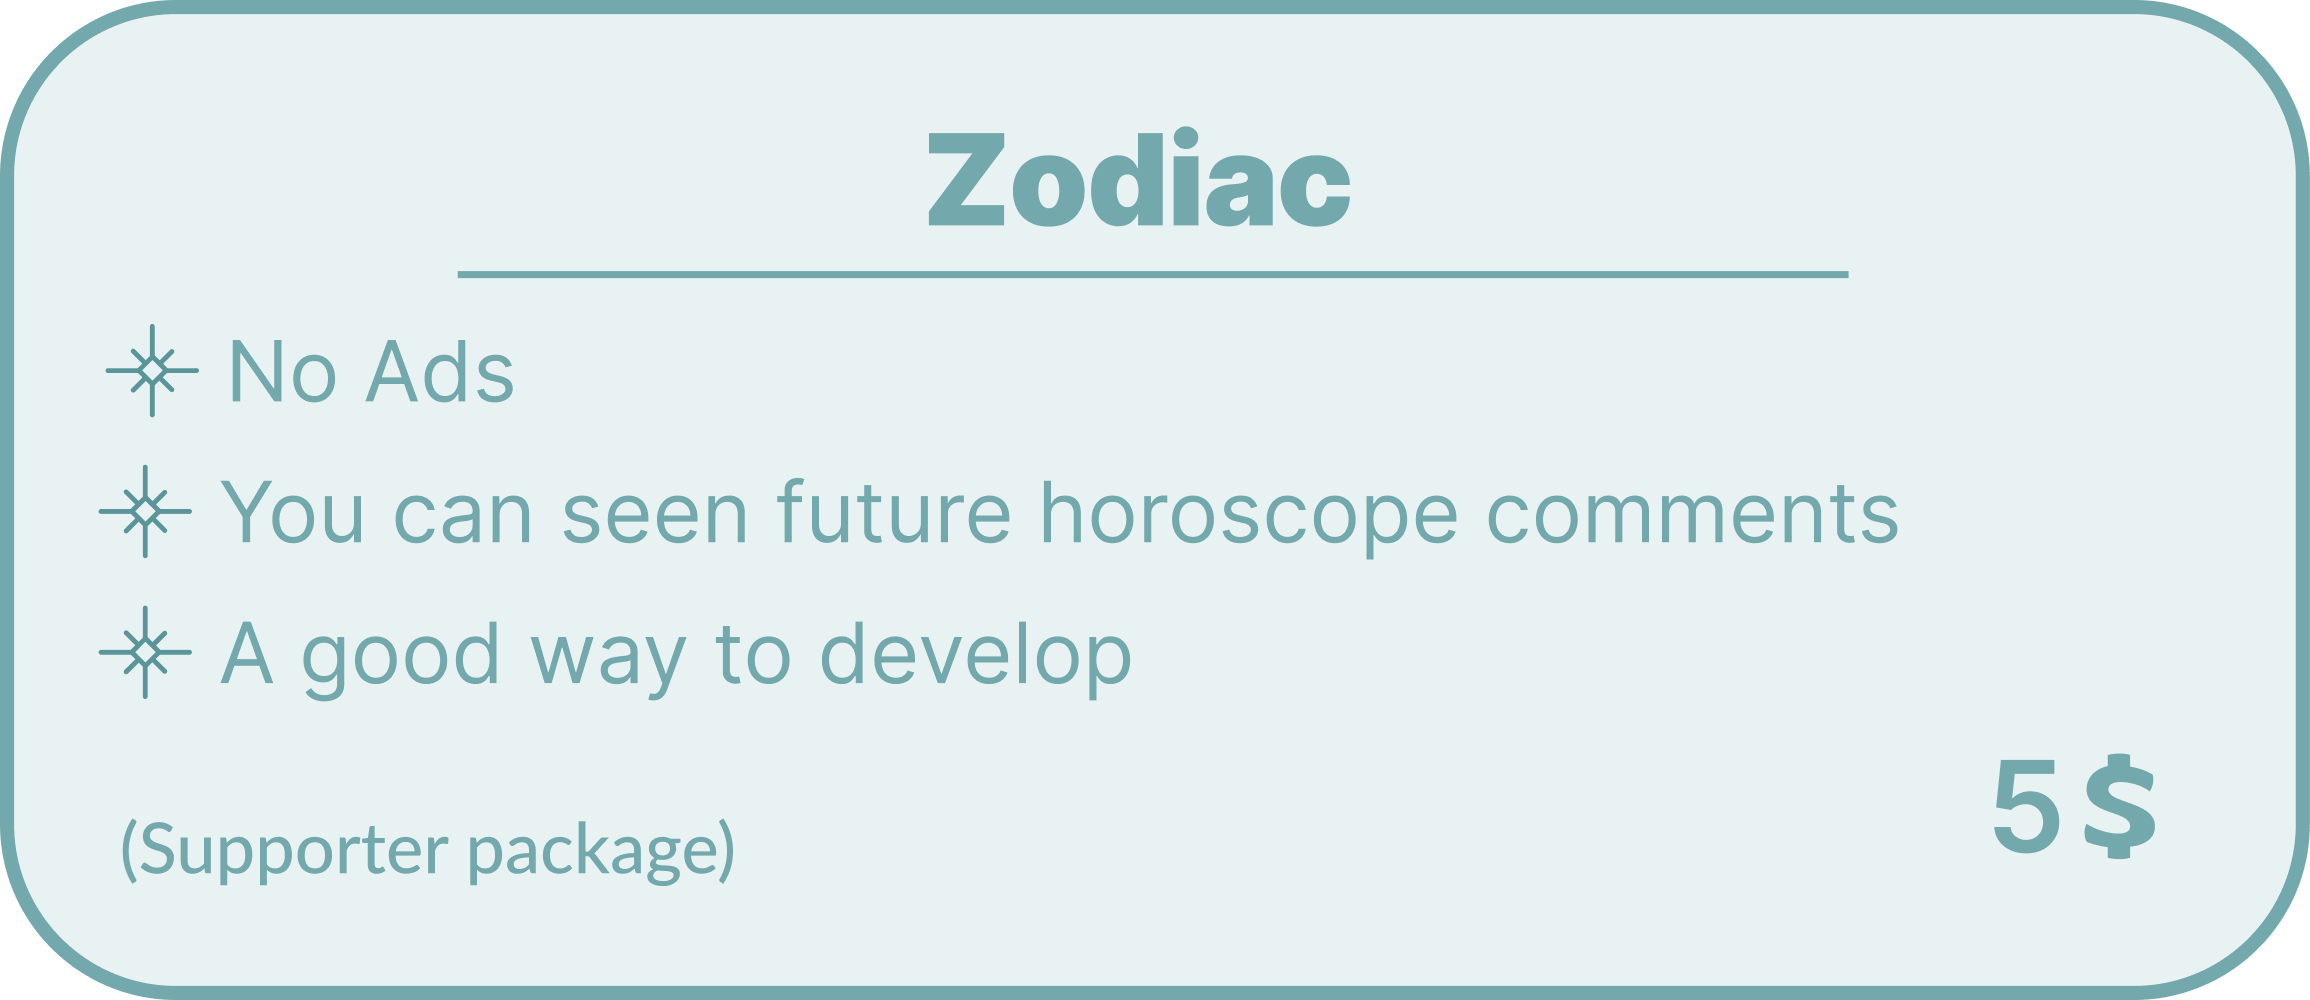 Zodiac
No Ads
You can seen future horoscope comments
A good way to develop
5$
(Supporter package)